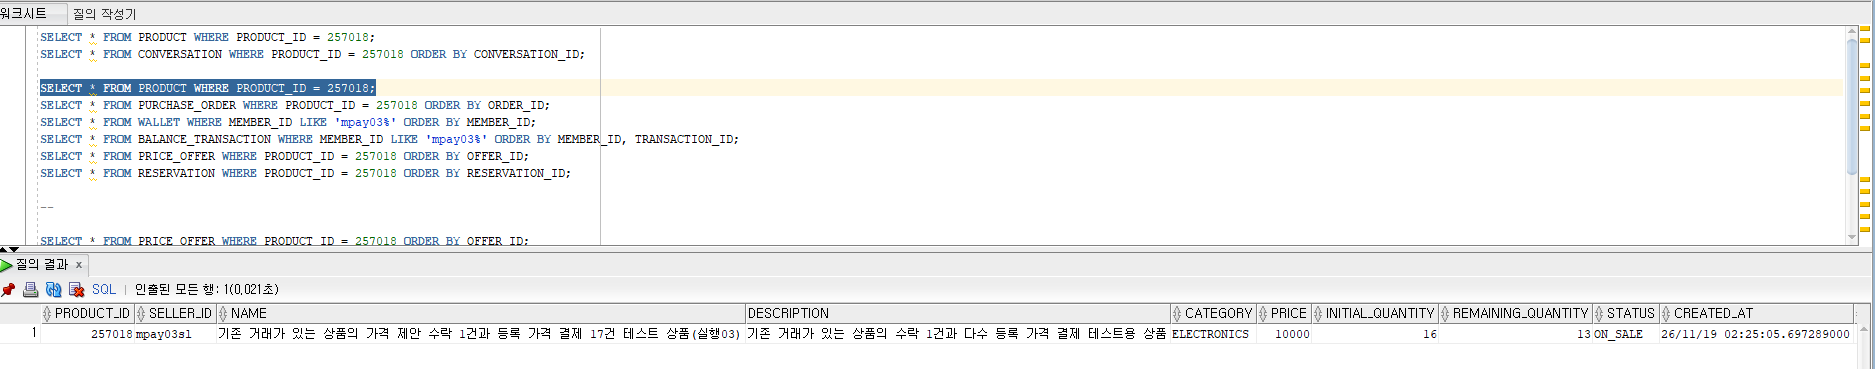 워크시트 질의 작성기
SELECT * FROM PRODUCT WHERE PRODUCT_ID = 257018;
SELECT * FROM CONVERSATION WHERE PRODUCT_ID = 257018 ORDER BY CONVERSATION_ID;
SELECT * FROM PRODUCT WHERE PRODUCT_ID = 257018;
SELECT * FROM PURCHASE_ORDER WHERE PRODUCT_ID = 257018 ORDER BY ORDER_ID;
SELECT * FROM WALLET WHERE MEMBER_ID LIKE 'mpay03%' ORDER BY MEMBER_ID;
SELECT * FROM BALANCE_TRANSACTION WHERE MEMBER_ID LIKE 'mpay03%' ORDER BY MEMBER_ID, TRANSACTION_ID;
SELECT * FROM PRICE_OFFER WHERE PRODUCT_ID = 257018 ORDER BY OFFER_ID;
SELECT * FROM RESERVATION WHERE PRODUCT_ID = 257018 ORDER BY RESERVATION_ID;
--
SELECT * FROM PRICE_OFFER WHERE PRODUCT_ID = 257018 ORDER BY OFFER_ID;
질의 결과 x
SQL | 인출된 모든 행: 1(0,021초)
PRODUCT_ID SELLER_ID NAME DESCRIPTION CATEGORY PRICE INITIAL_QUANTITY REMAINING_QUANTITY STATUS CREATED_AT
1 257018 mpay03sl 기존 거래가 있는 상품의 가격 제안 수락 1건과 등록 가격 결제 17건 테스트 상품(실행03) 기존 거래가 있는 상품의 수락 1건과 다수 등록 가격 결제 테스트용 상품 ELECTRONICS 10000 16 13 ON_SALE 26/11/19 02:25:05.697289000